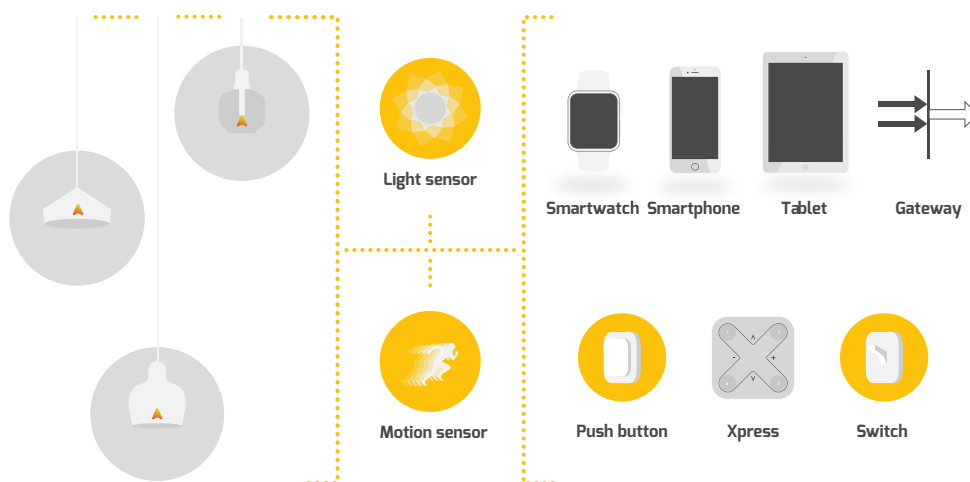 Light sensor
Smartwatch
Smartphone
Tablet
Gateway
Motion sensor
Push button
Xpress
Switch